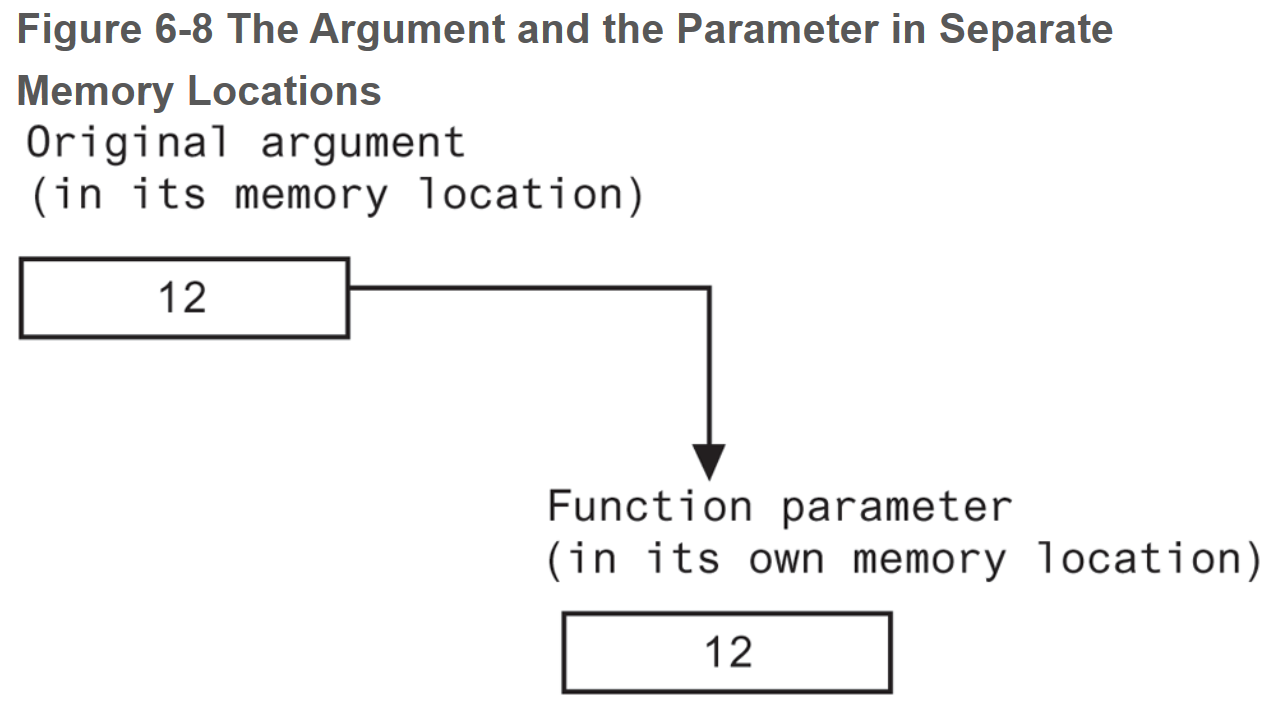 Figure 6-8 The Argument and the Parameter in Separate
Memory Locations
Original argument
(in its memory location)
12
Function parameter
(in its own memory location)
12